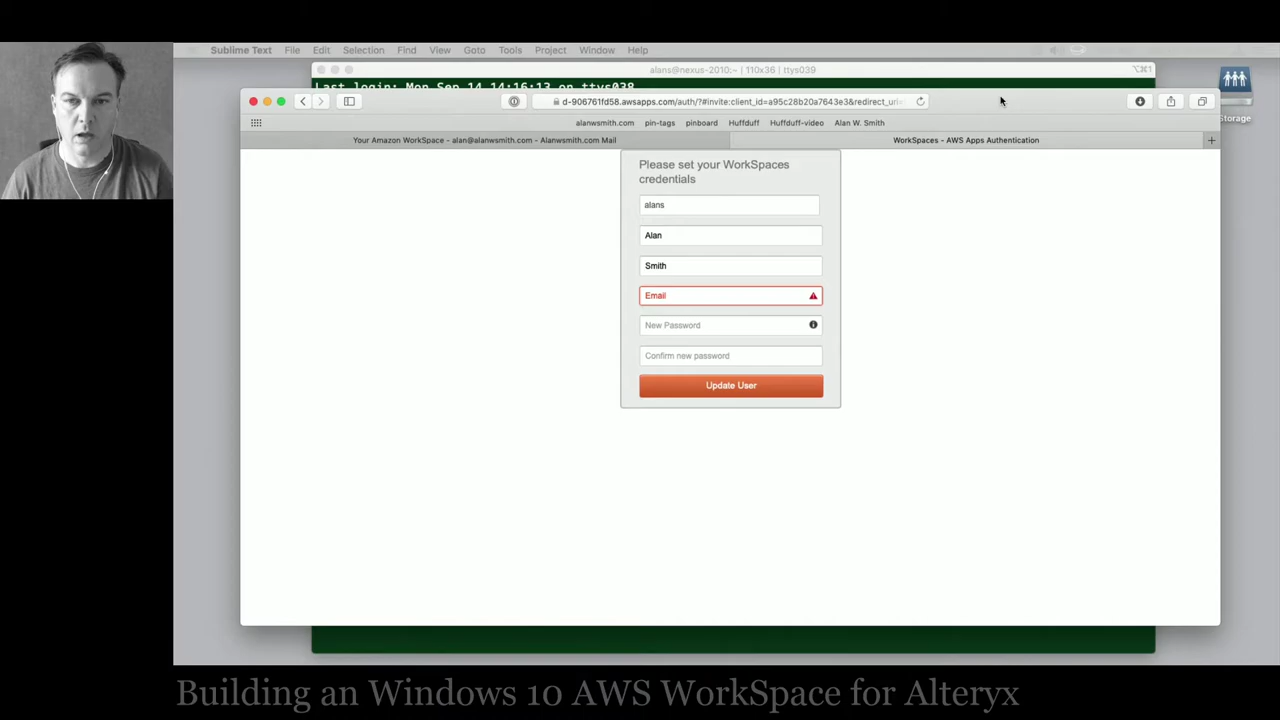 Sublime Text File Edit Selection Find View Goto Tools Project Window Help
alans@nexus-2010:~ | 110x36 | ttys039 ⌥⌘1
Last login: Mon Sep 14 14:16:13 on ttys038
Storage
d-906761fd58.awsapps.com/auth/?#invite:client_id=a95c28b20a7643e3&redirect_uri=
alanwsmith.com pin-tags pinboard Huffduff Huffduff-video Alan W. Smith
Your Amazon WorkSpace - alan@alanwsmith.com - Alanwsmith.com Mail
WorkSpaces - AWS Apps Authentication
Please set your WorkSpaces
credentials
alans
Alan
Smith
Email
New Password
Confirm new password
Update User
Building an Windows 10 AWS WorkSpace for Alteryx